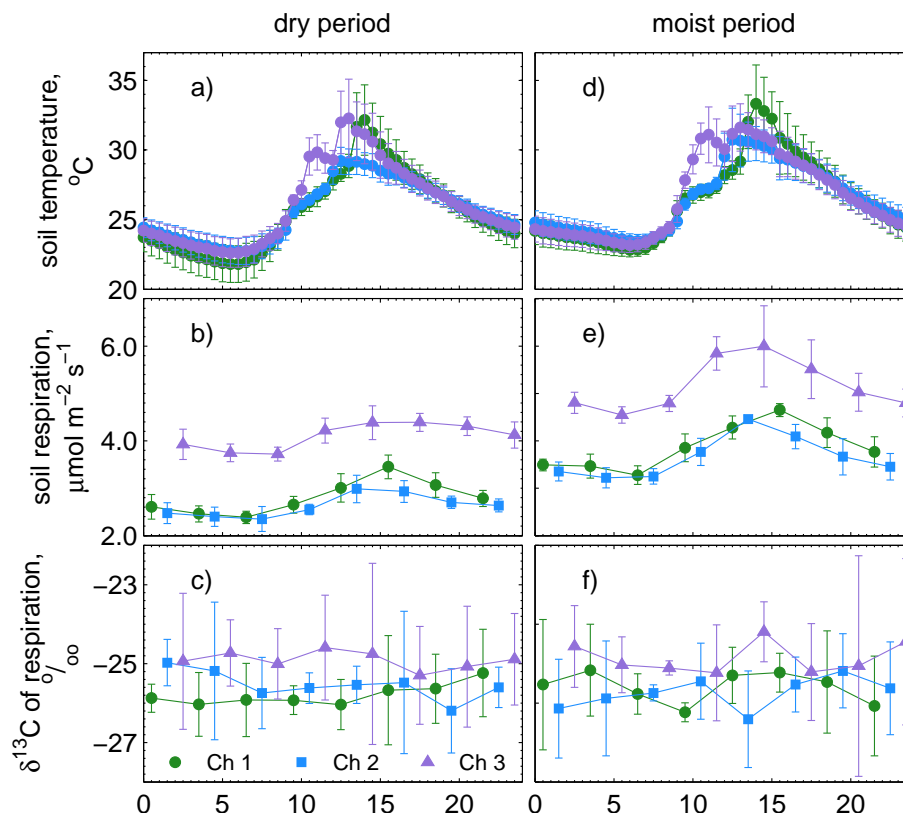 dry period
moist period
soil temperature,
°C
35
30
25
20
a)
d)
soil respiration,
μmol m⁻² s⁻¹
6.0
4.0
2.0
b)
e)
δ¹³C of respiration,
o/oo
−23
−25
−27
c)
f)
Ch 1
Ch 2
Ch 3
0 5 10 15 20
0 5 10 15 20